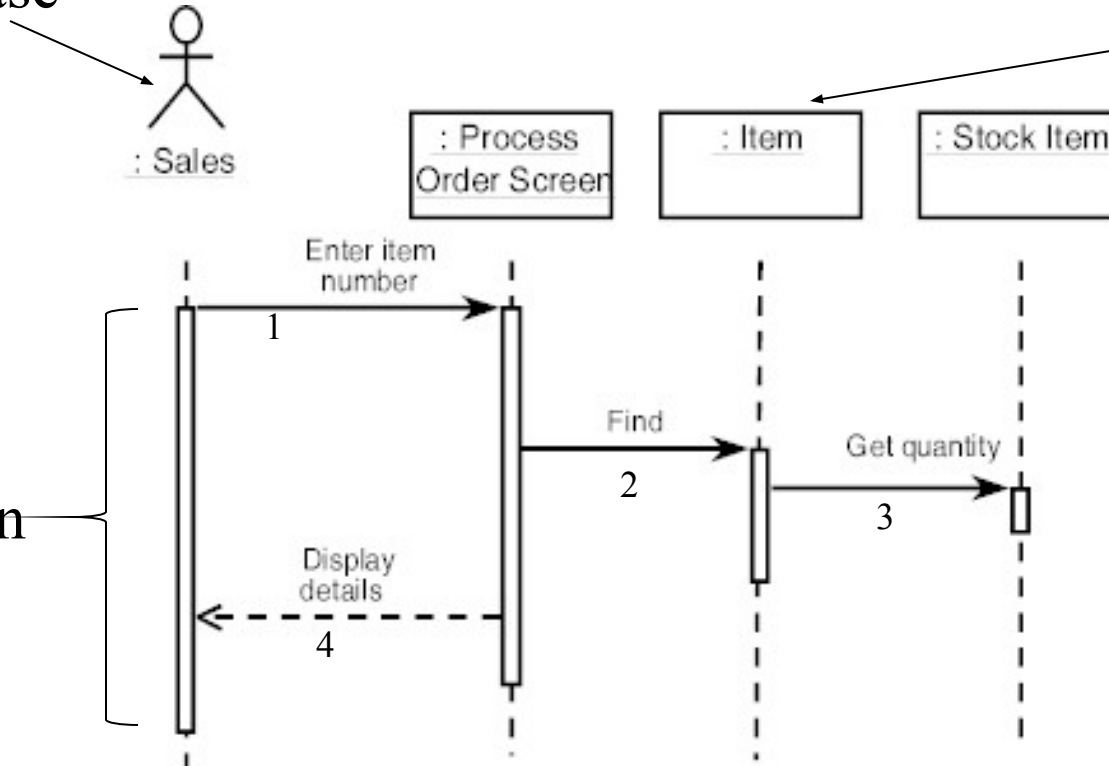 : Sales
: Process
Order Screen
: Item
: Stock Item
Enter item
number
1
Find
2
Get quantity
3
Display
details
4